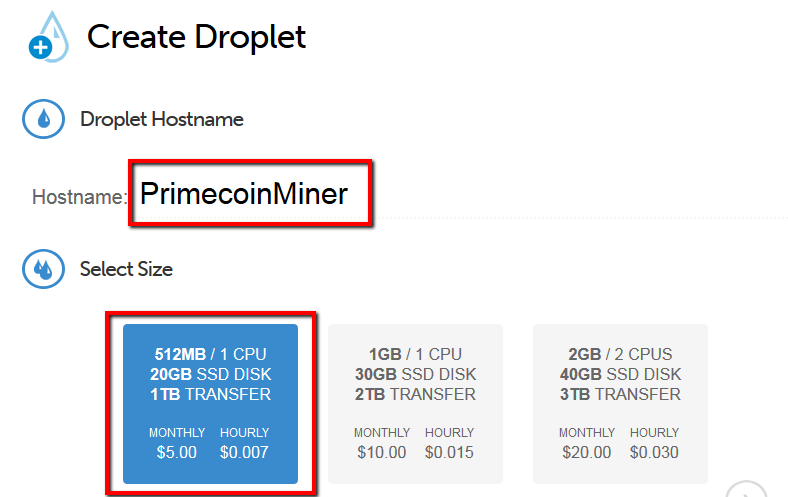 Create Droplet
Droplet Hostname
Hostname: PrimecoinMiner
Select Size
512MB / 1 CPU
20GB SSD DISK
1TB TRANSFER
MONTHLY HOURLY
$5.00 $0.007
1GB / 1 CPU
30GB SSD DISK
2TB TRANSFER
MONTHLY HOURLY
$10.00 $0.015
2GB / 2 CPUS
40GB SSD DISK
3TB TRANSFER
MONTHLY HOURLY
$20.00 $0.030